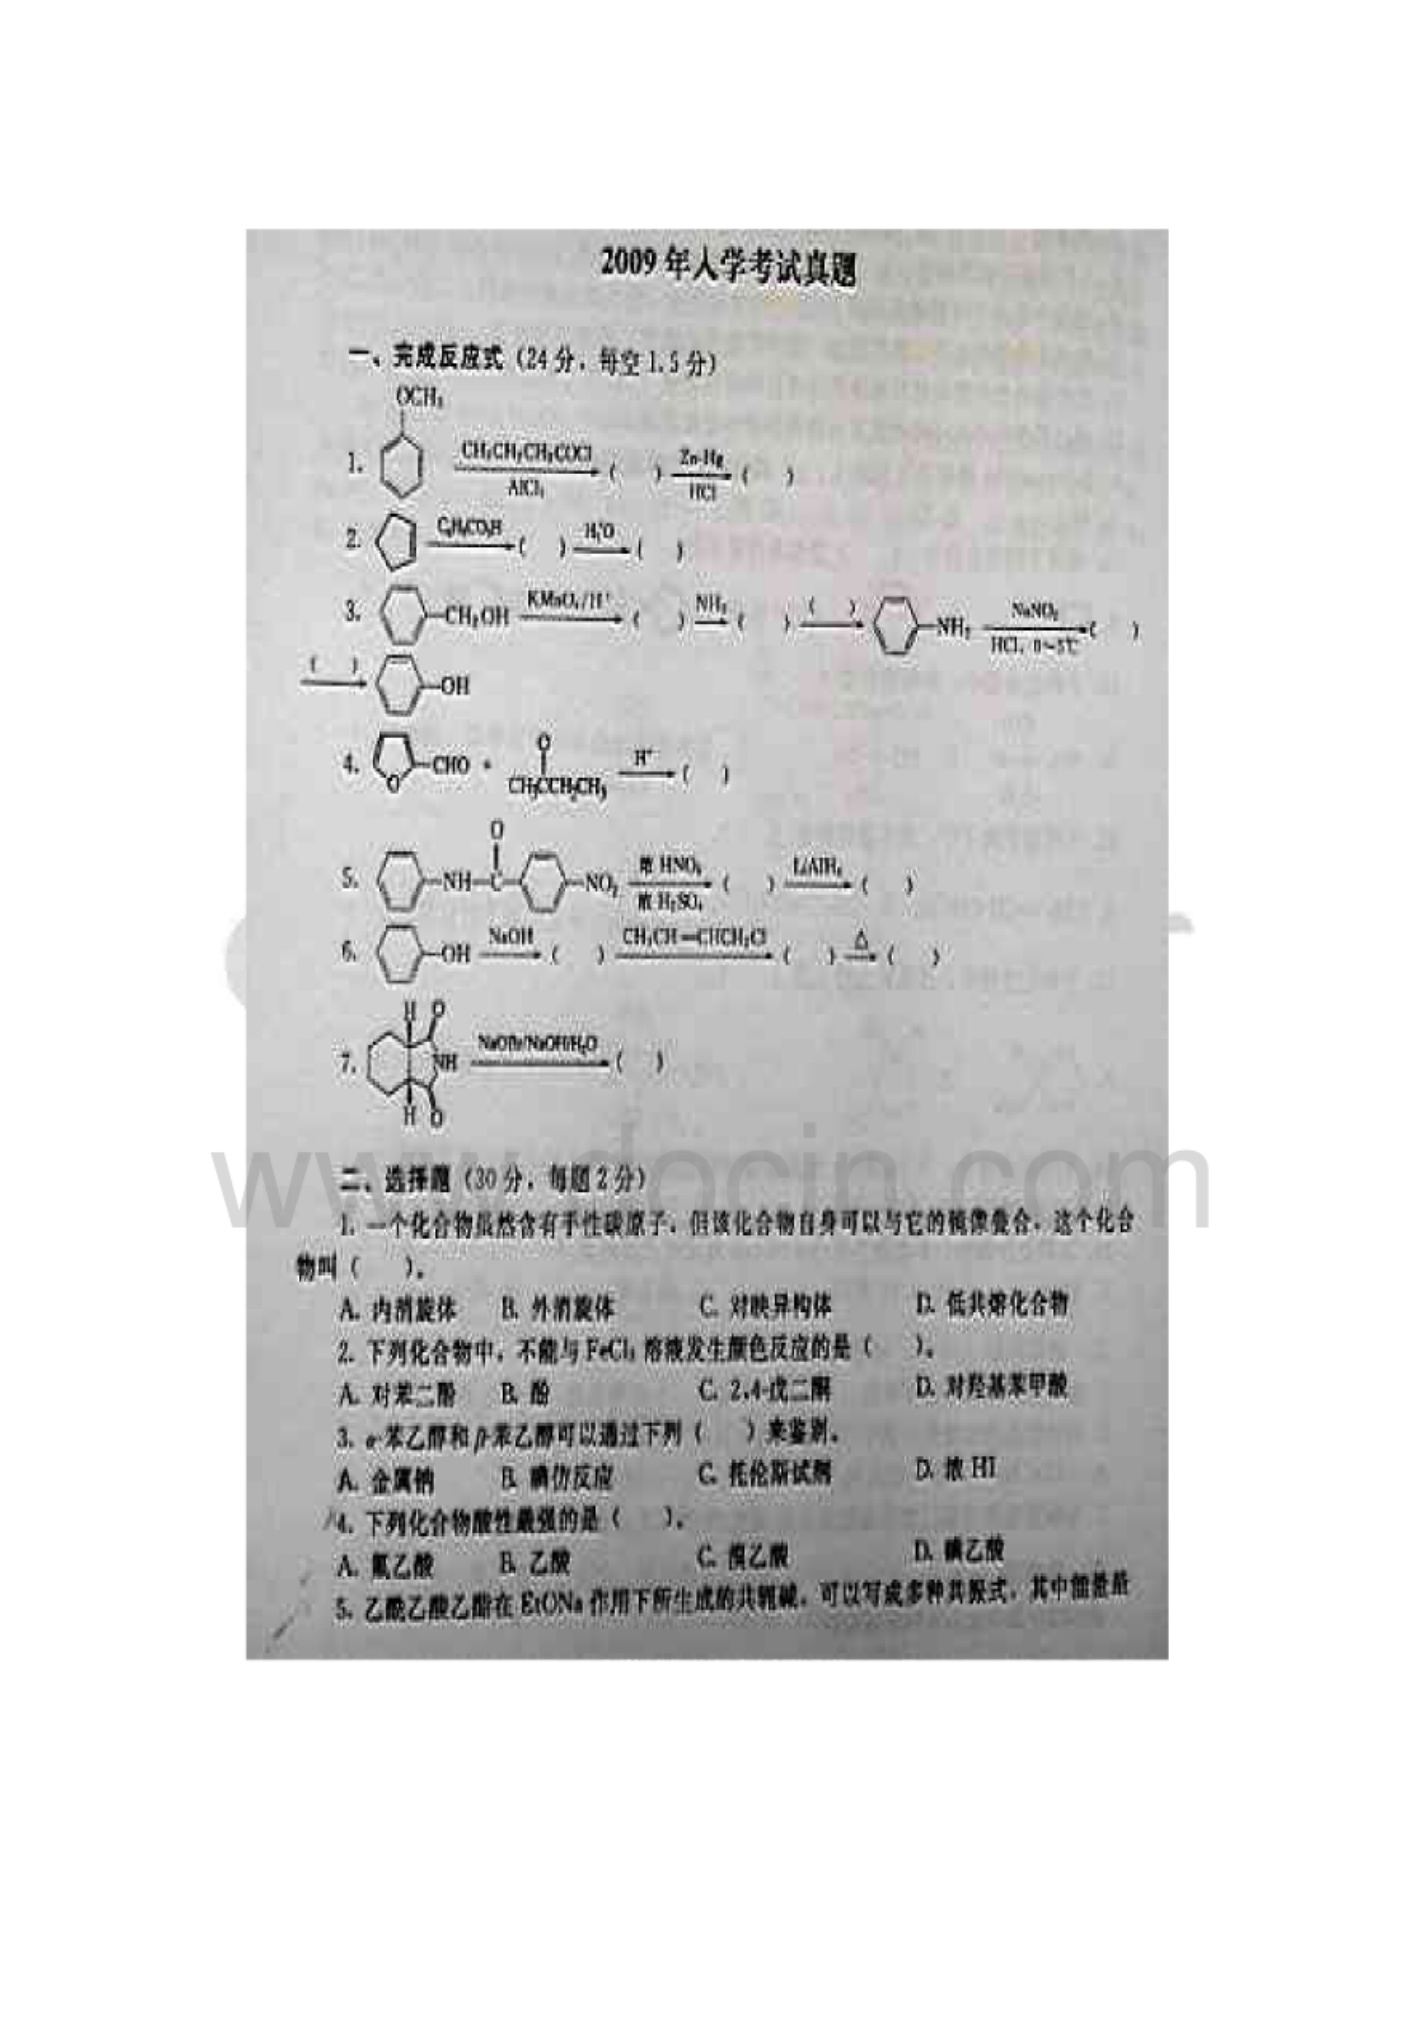 2009年入学考试真题
一、完成反应式(24分，每空1.5分)
OCH₃
1. CH₃CH₂CH₂COCl AlCl₃ ( ) Zn-Hg HCl ( )
2. C₆H₅CO₃H ( ) H₃⁺O ( )
3. CH₂OH KMnO₄/H⁺ ( ) NH₃ ( ) ( ) NH₂ NaNO₂ HCl, 0~5℃ ( )
( ) OH
4. O CHO + CH₃CCH₂CH₃ O H⁺ ( )
5. NH-C O NO₂ 浓 HNO₃ 浓 H₂SO₄ ( ) LiAlH₄ ( )
6. OH NaOH ( ) CH₃CH=CHCH₂Cl ( ) △ ( )
7. H O NH H O NaOBr/NaOH/H₂O ( )
www.docin.com
二、选择题(30分，每题2分)
1. 一个化合物虽然含有手性碳原子，但该化合物自身可以与它的镜像叠合，这个化合
物叫( )。
A. 内消旋体 B. 外消旋体 C. 对映异构体 D. 低共熔化合物
2. 下列化合物中，不能与FeCl₃溶液发生颜色反应的是( )。
A. 对苯二酚 B. 酚 C. 2,4-戊二酮 D. 对羟基苯甲酸
3. α-苯乙醇和β-苯乙醇可以通过下列( )来鉴别。
A. 金属钠 B. 碘仿反应 C. 托伦斯试剂 D. 浓HI
4. 下列化合物酸性最强的是( )。
A. 氟乙酸 B. 乙酸 C. 溴乙酸 D. 碘乙酸
5. 乙酰乙酸乙酯在EtONa作用下所生成的共轭碱，可以写成多种共振式，其中能量最